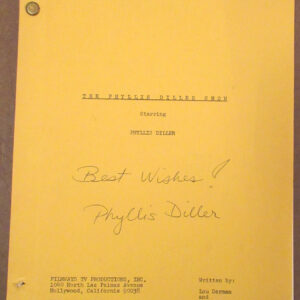 THE PHYLLIS DILLER SHOW
Starring
PHYLLIS DILLER
Best Wishes!
Phyllis Diller
FILMWAYS TV PRODUCTIONS, INC.
1040 North Las Palmas Avenue
Hollywood, California 90038
Written by:
Lou Derman
and